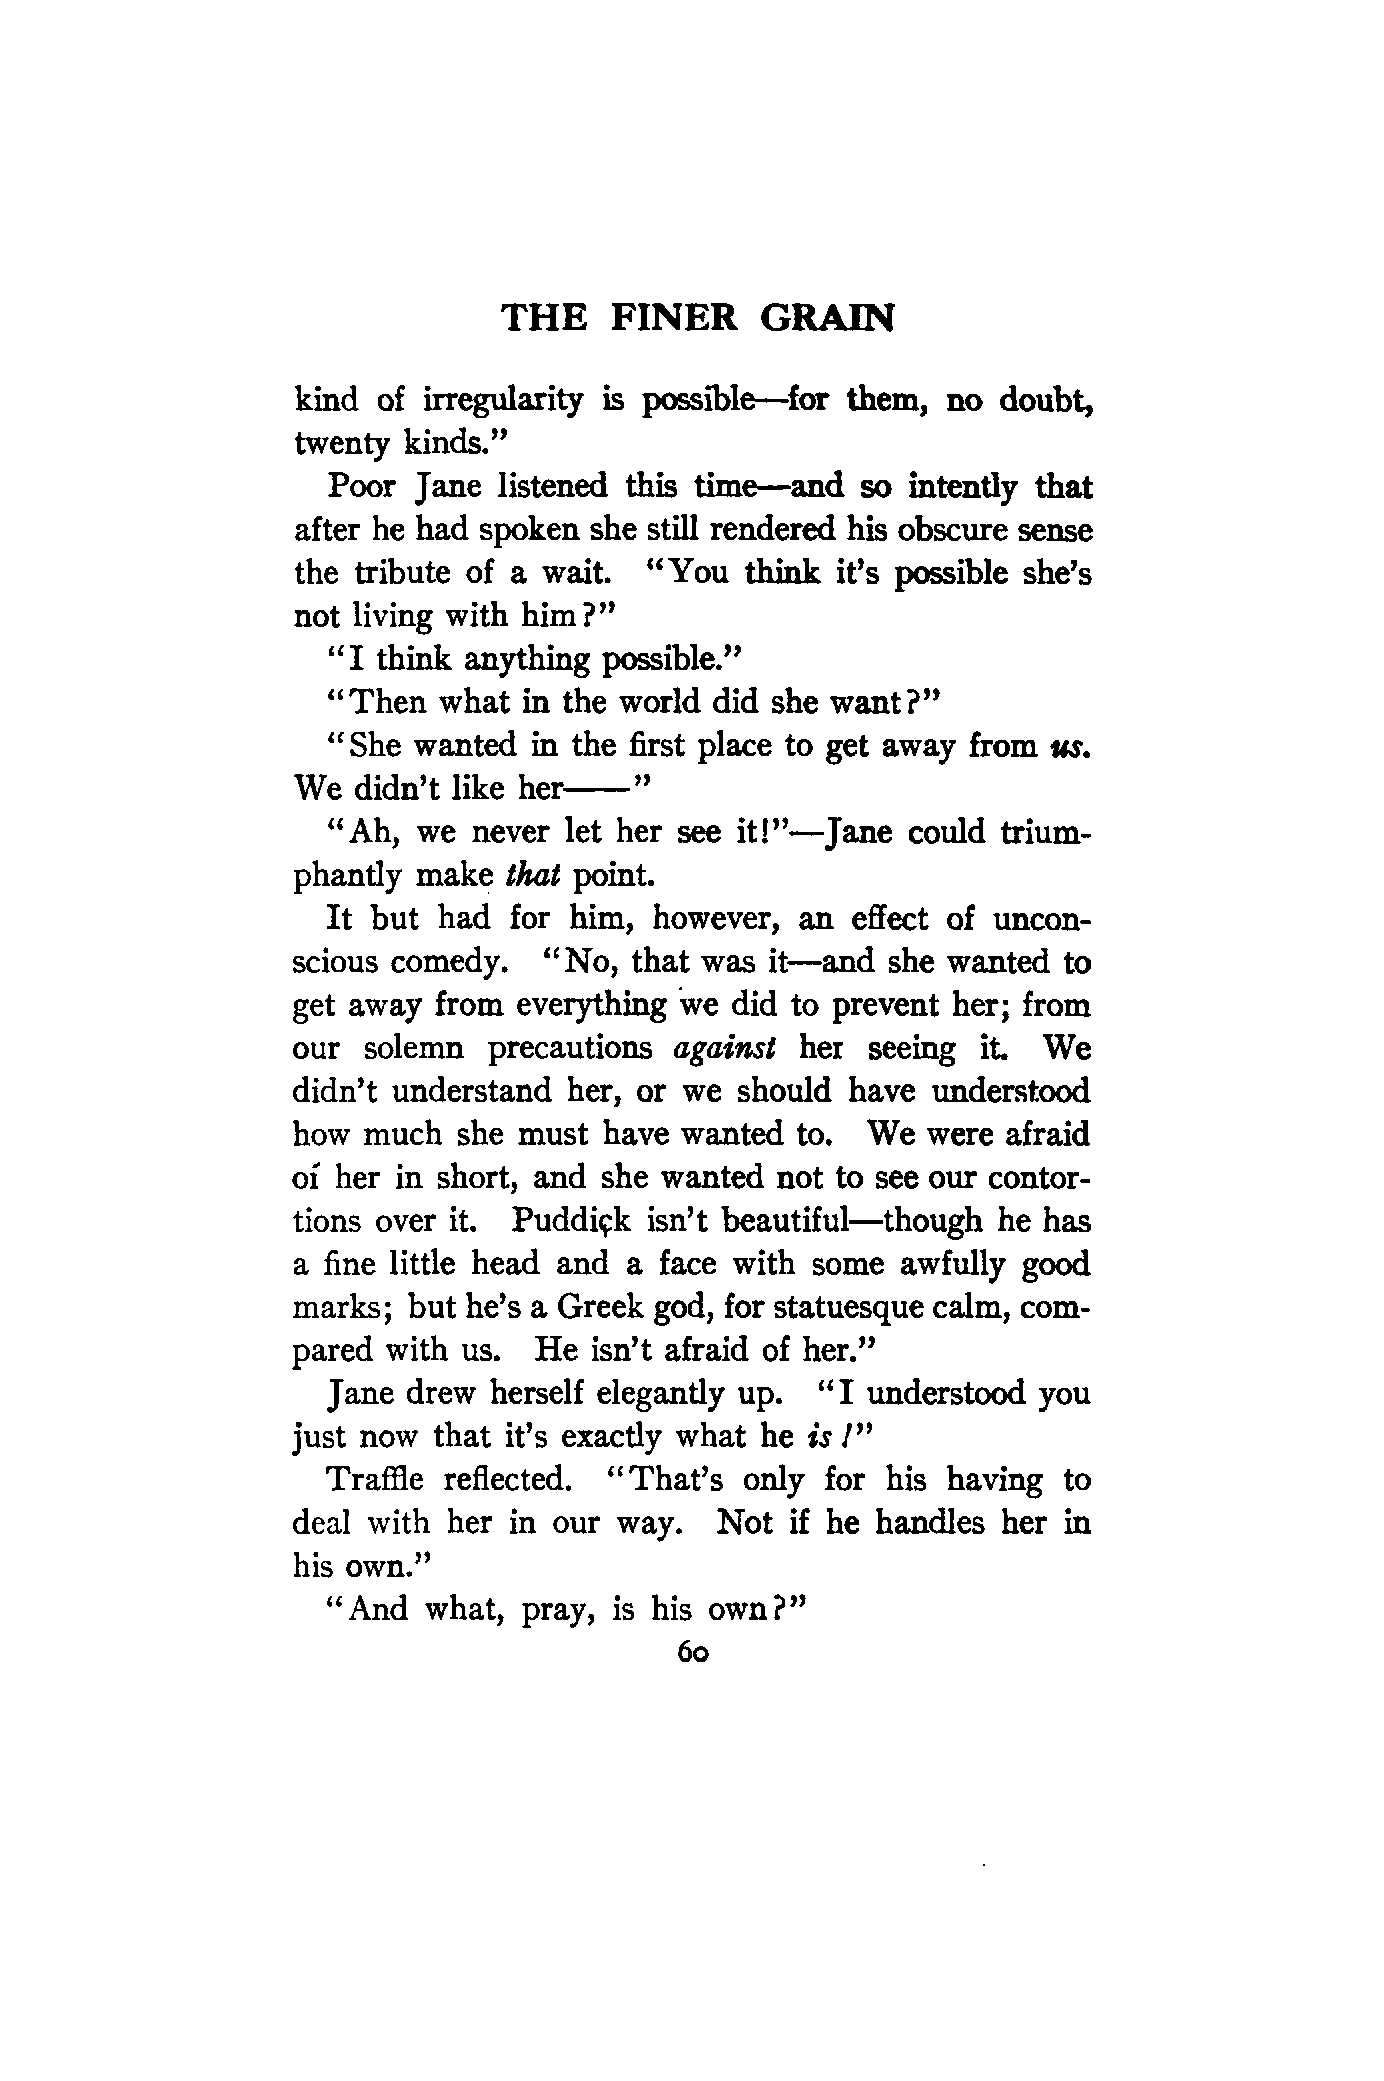 THE FINER GRAIN
kind of irregularity is possible—for them, no doubt,
twenty kinds.”
Poor Jane listened this time—and so intently that
after he had spoken she still rendered his obscure sense
the tribute of a wait. “You think it’s possible she’s
not living with him?”
“I think anything possible.”
“Then what in the world did she want?”
“She wanted in the first place to get away from us.
We didn’t like her——”
“Ah, we never let her see it!”—Jane could trium-
phantly make that point.
It but had for him, however, an effect of uncon-
scious comedy. “No, that was it—and she wanted to
get away from everything we did to prevent her; from
our solemn precautions against her seeing it. We
didn’t understand her, or we should have understood
how much she must have wanted to. We were afraid
of her in short, and she wanted not to see our contor-
tions over it. Puddick isn’t beautiful—though he has
a fine little head and a face with some awfully good
marks; but he’s a Greek god, for statuesque calm, com-
pared with us. He isn’t afraid of her.”
Jane drew herself elegantly up. “I understood you
just now that it’s exactly what he is!”
Traffle reflected. “That’s only for his having to
deal with her in our way. Not if he handles her in
his own.”
“And what, pray, is his own?”
60